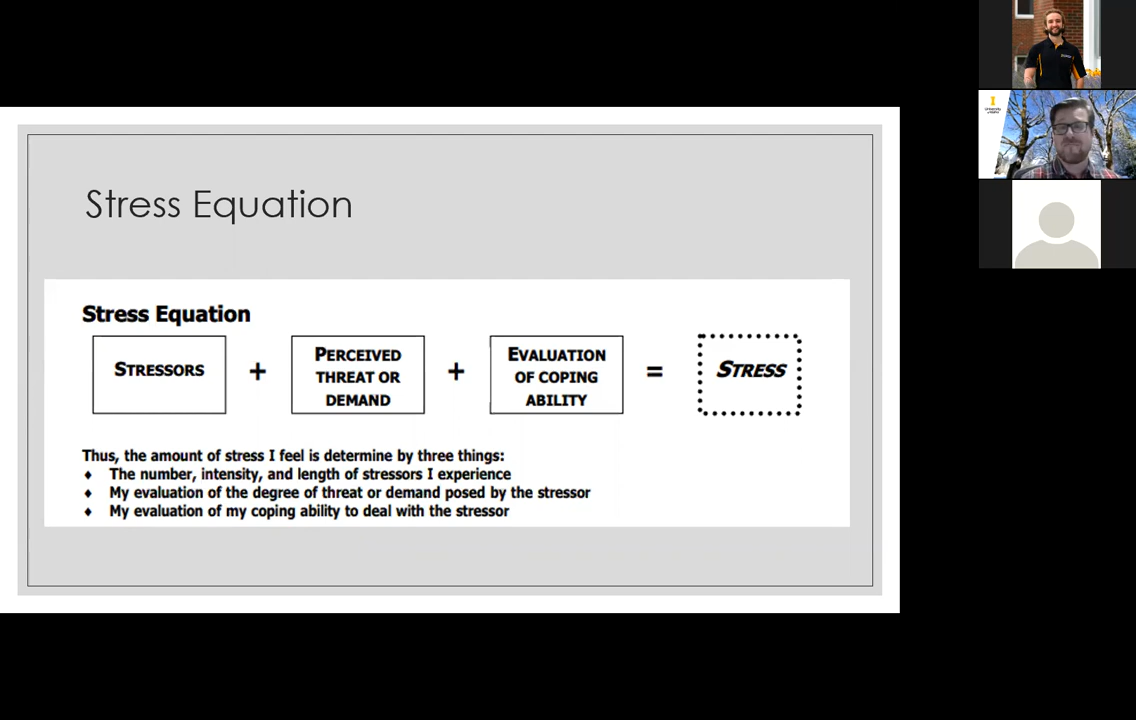 Stress Equation
Stress Equation
STRESSORS
+
PERCEIVED
THREAT OR
DEMAND
+
EVALUATION
OF COPING
ABILITY
=
STRESS
Thus, the amount of stress I feel is determine by three things:
♦ The number, intensity, and length of stressors I experience
♦ My evaluation of the degree of threat or demand posed by the stressor
♦ My evaluation of my coping ability to deal with the stressor
I
University